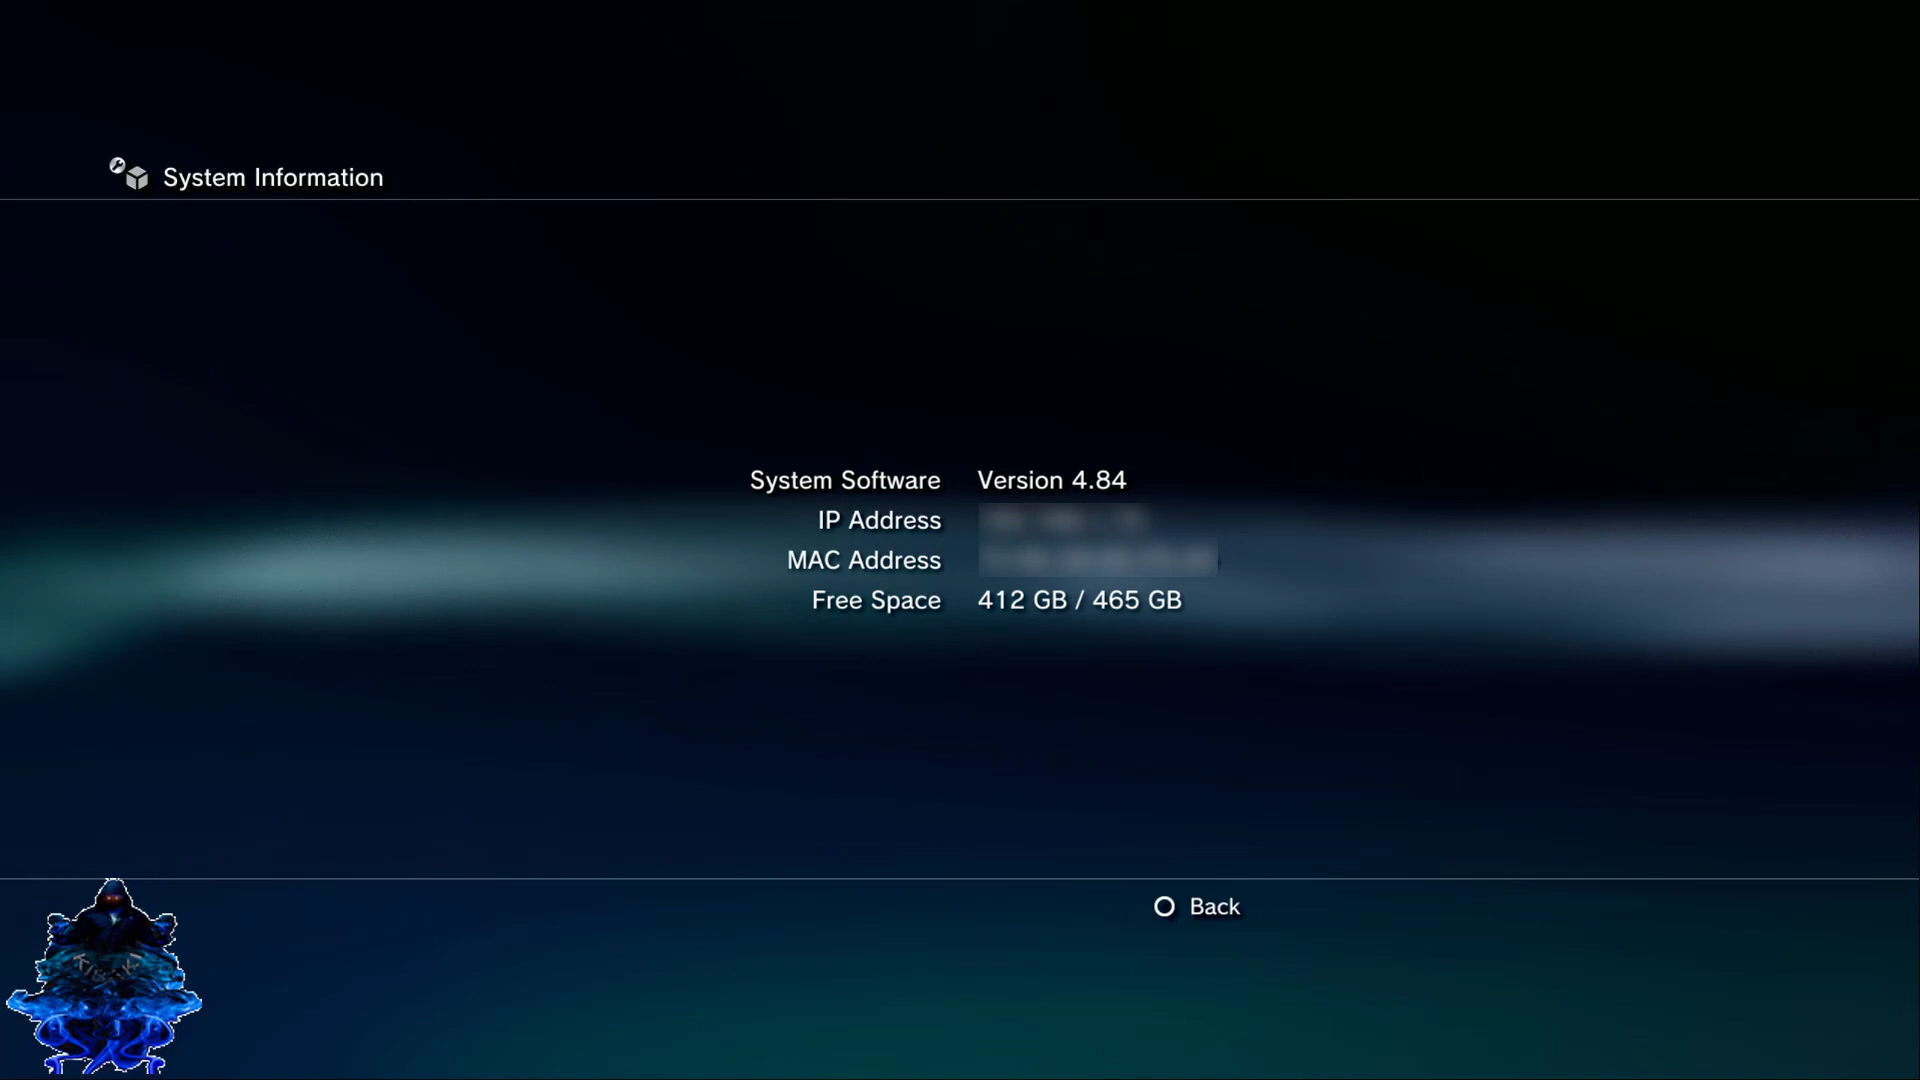 System Information
System Software Version 4.84
IP Address
MAC Address
Free Space 412 GB / 465 GB
Back